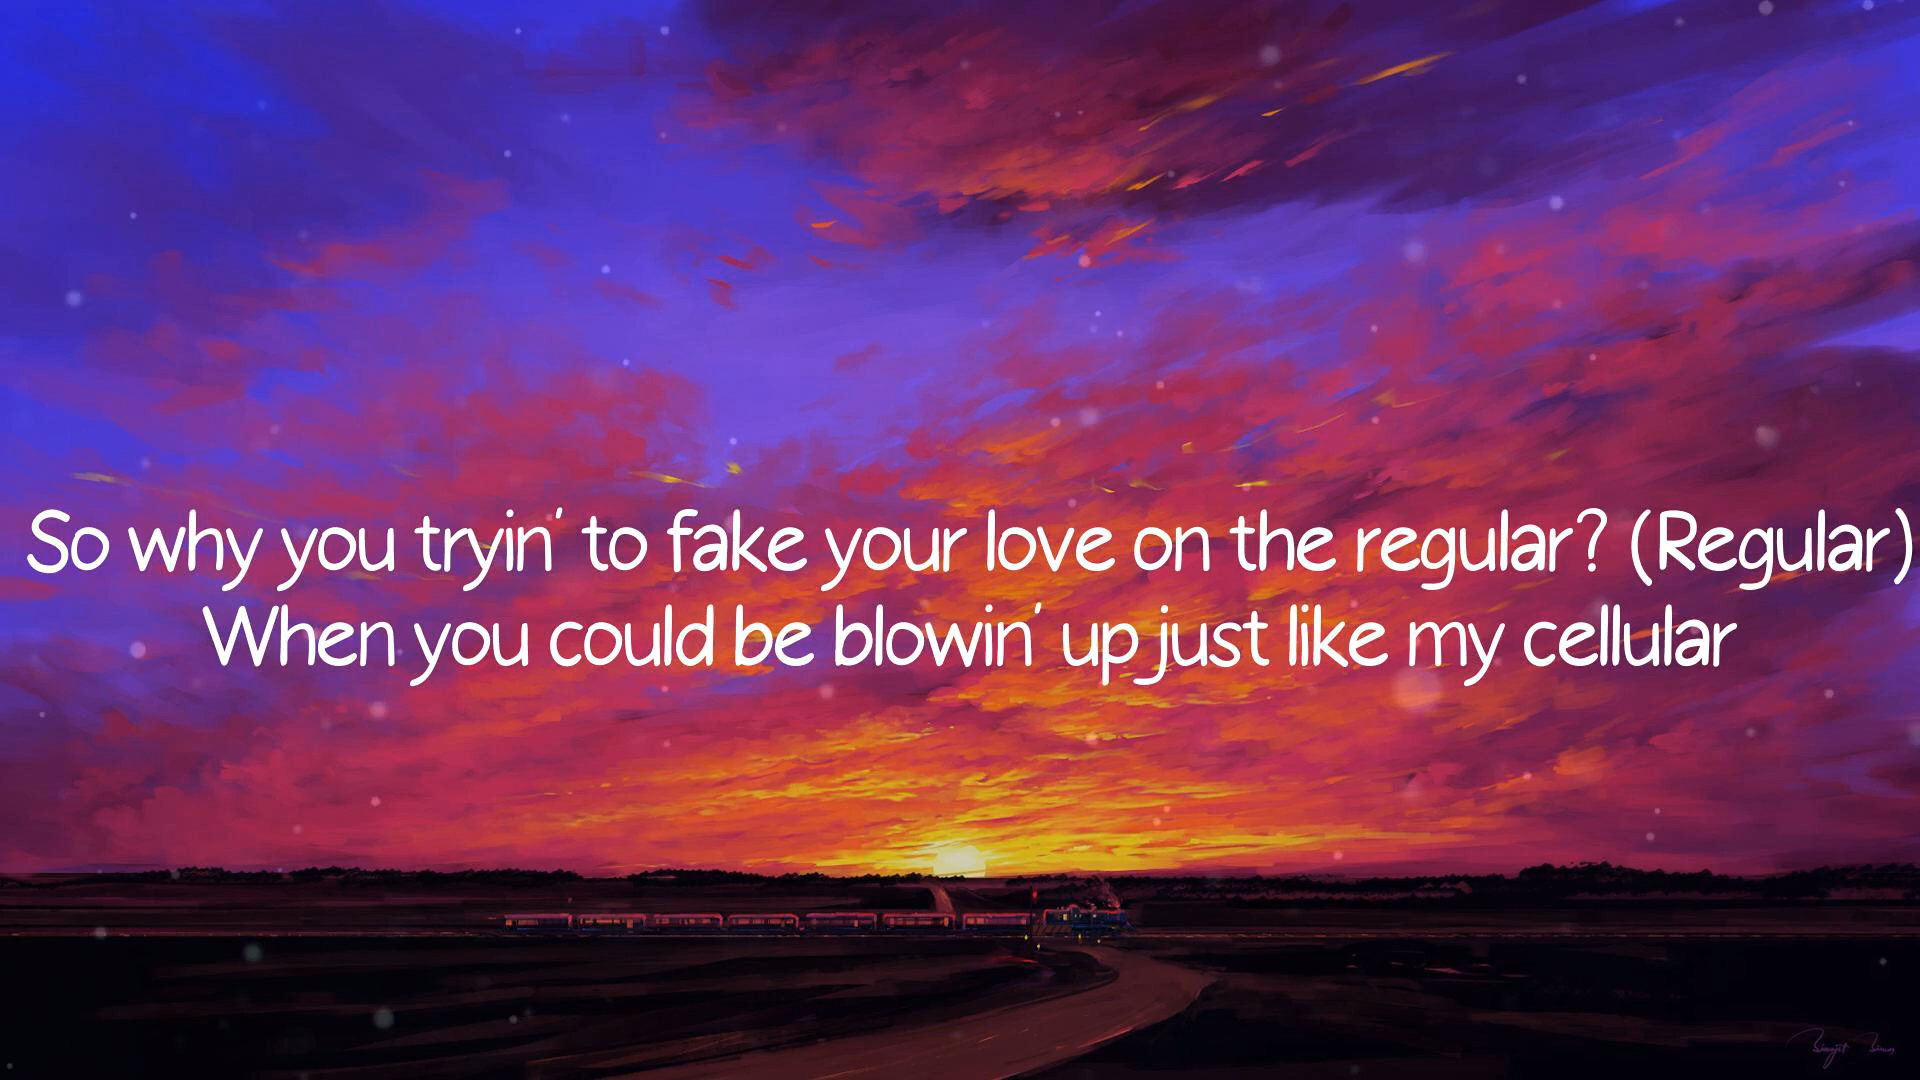 So why you tryin' to fake your love on the regular? (Regular)
When you could be blowin' up just like my cellular